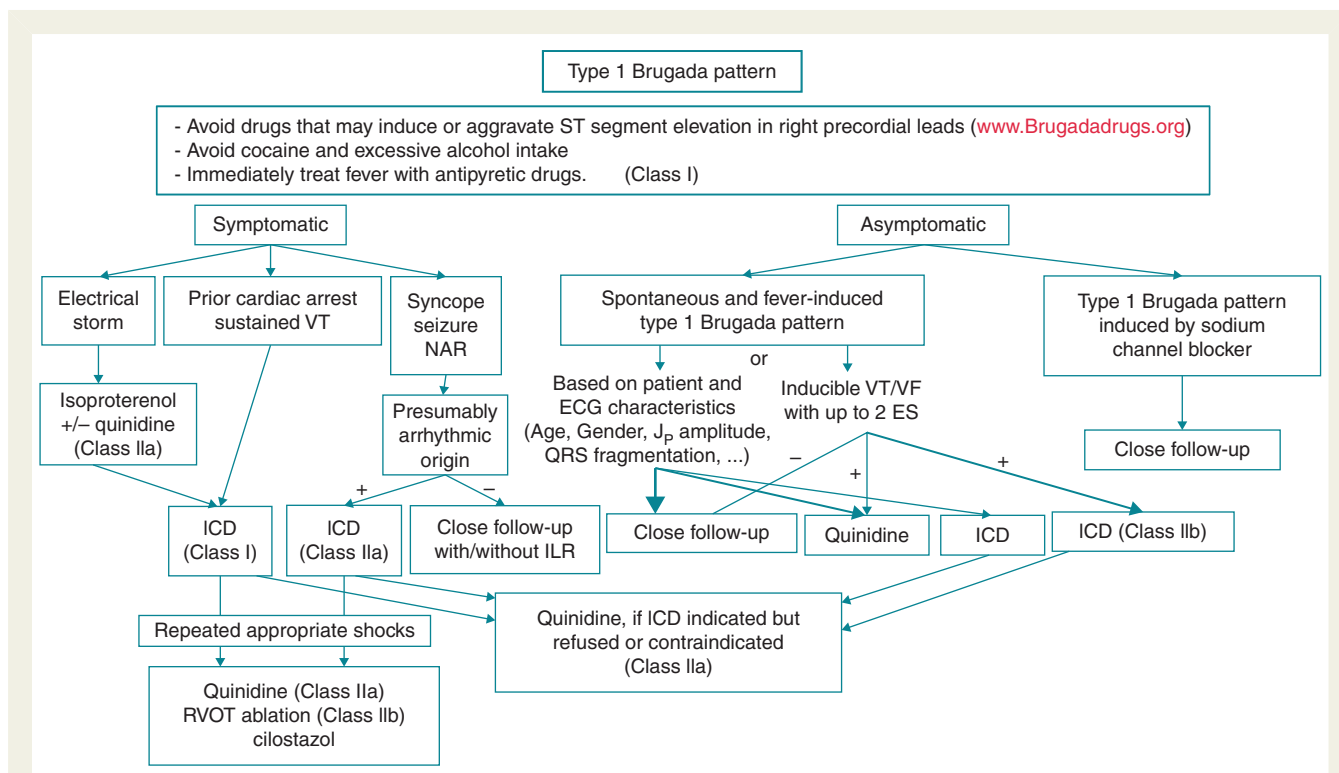 Type 1 Brugada pattern
- Avoid drugs that may induce or aggravate ST segment elevation in right precordial leads (www.Brugadadrugs.org)
- Avoid cocaine and excessive alcohol intake
- Immediately treat fever with antipyretic drugs. (Class I)
Symptomatic
Asymptomatic
Electrical
storm
Prior cardiac arrest
sustained VT
Syncope
seizure
NAR
Spontaneous and fever-induced
type 1 Brugada pattern
Type 1 Brugada pattern
induced by sodium
channel blocker
or
Isoproterenol
+/– quinidine
(Class IIa)
Presumably
arrhythmic
origin
Based on patient and
ECG characteristics
(Age, Gender, JP amplitude,
QRS fragmentation, ...)
Inducible VT/VF
with up to 2 ES
Close follow-up
+
–
–
+
+
ICD
(Class I)
ICD
(Class IIa)
Close follow-up
with/without ILR
Close follow-up
Quinidine
ICD
ICD (Class IIb)
Repeated appropriate shocks
Quinidine, if ICD indicated but
refused or contraindicated
(Class IIa)
Quinidine (Class IIa)
RVOT ablation (Class IIb)
cilostazol